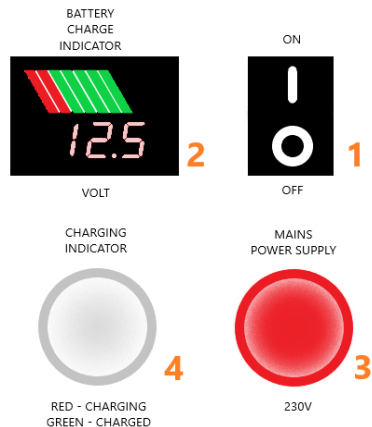 BATTERY
CHARGE
INDICATOR
12.5
2
VOLT
ON
1
OFF
CHARGING
INDICATOR
4
RED - CHARGING
GREEN - CHARGED
MAINS
POWER SUPPLY
3
230V